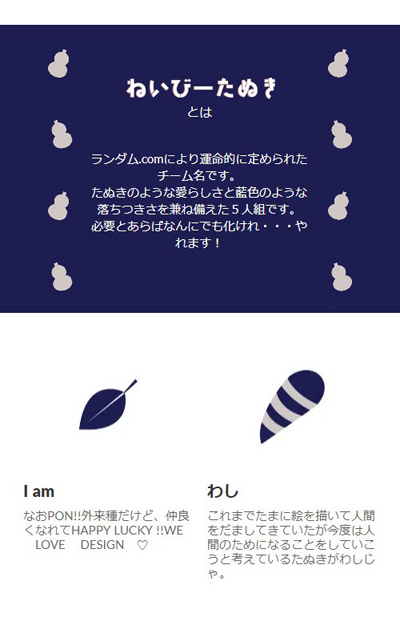 ねいびーたぬき
とは
ランダム.comにより運命的に定められた
チーム名です。
たぬきのような愛らしさと藍色のような
落ちつきさを兼ね備えた５人組です。
必要とあらばなんにでも化けれ・・・や
れます！
I am
なおPON!!外来種だけど、仲良
くなれてHAPPY LUCKY !!WE
LOVE　DESIGN　♡
わし
これまでたまに絵を描いて人間
をだましてきていたが今度は人
間のためになることをしていこ
うと考えているたぬきがわしじ
ゃ。